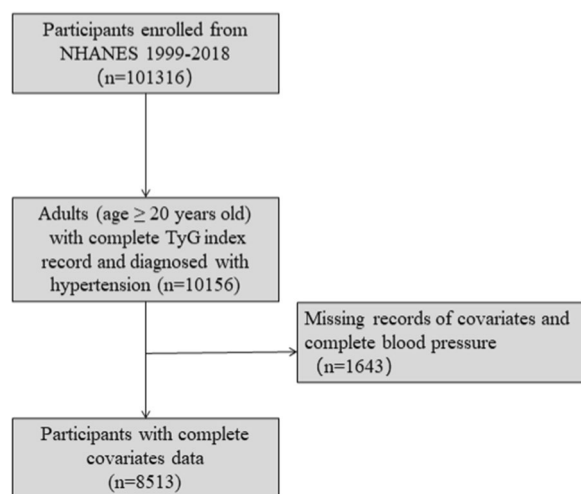 Participants enrolled from
NHANES 1999-2018
(n=101316)
Adults (age ≥ 20 years old)
with complete TyG index
record and diagnosed with
hypertension (n=10156)
Missing records of covariates and
complete blood pressure
(n=1643)
Participants with complete
covariates data
(n=8513)